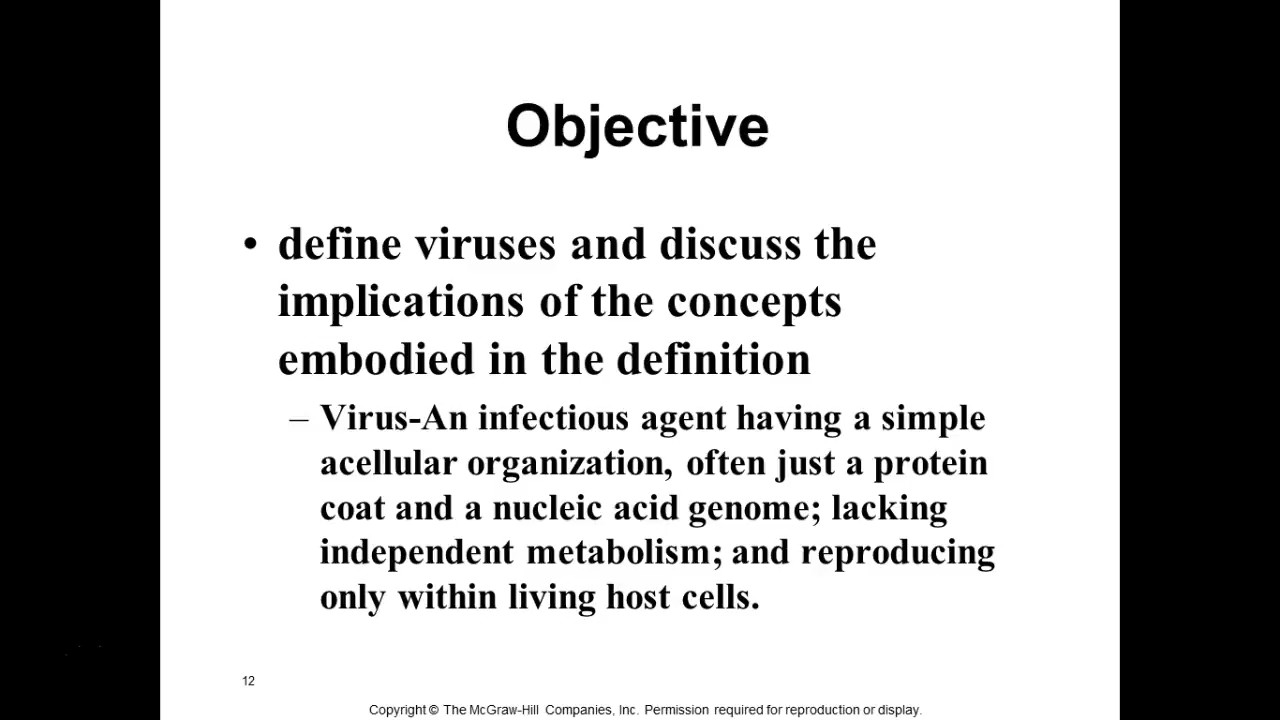 Objective
• define viruses and discuss the
implications of the concepts
embodied in the definition
– Virus-An infectious agent having a simple
acellular organization, often just a protein
coat and a nucleic acid genome; lacking
independent metabolism; and reproducing
only within living host cells.
12
Copyright © The McGraw-Hill Companies, Inc. Permission required for reproduction or display.